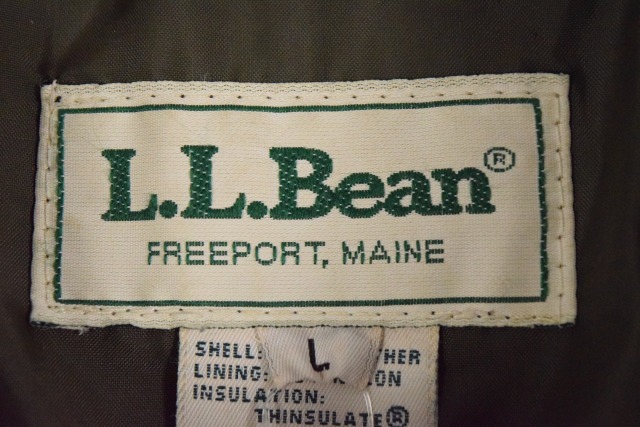 L.L.Bean®
FREEPORT, MAINE
L
SHELL:
LINING:
INSULATION:
THINSULATE®